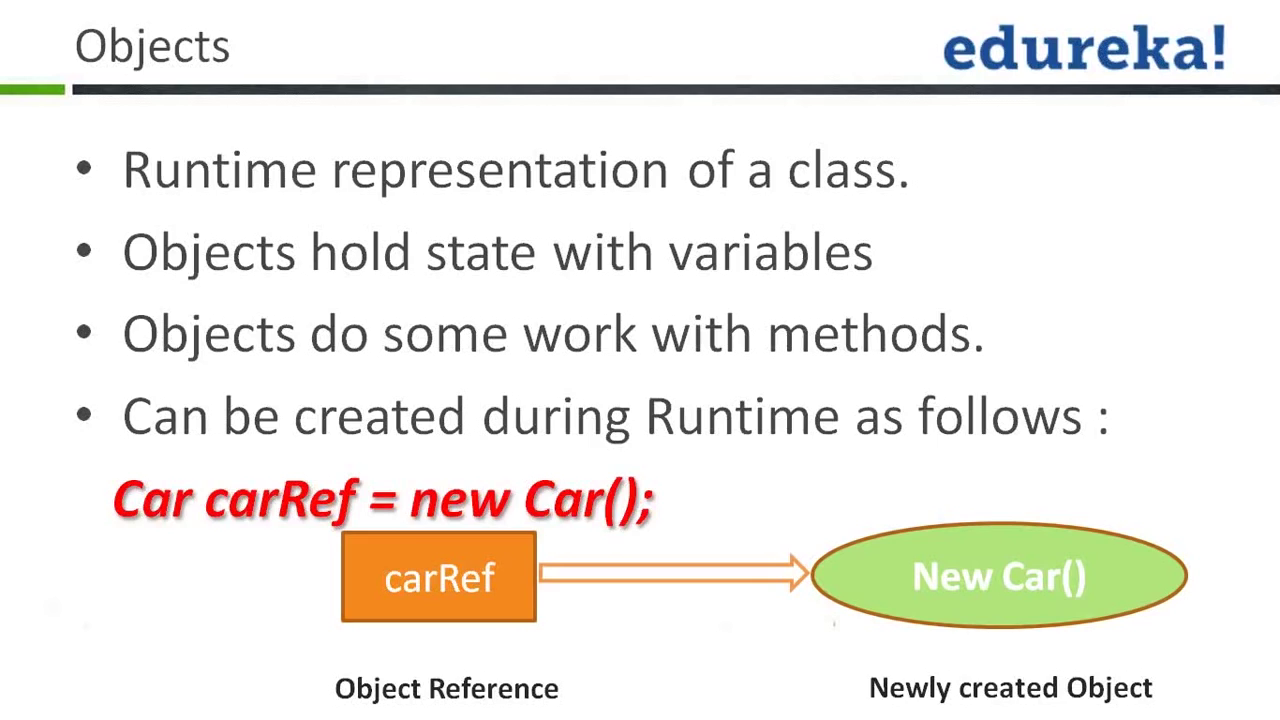 Objects
edureka!
• Runtime representation of a class.
• Objects hold state with variables
• Objects do some work with methods.
• Can be created during Runtime as follows :
Car carRef = new Car();
carRef
New Car()
Object Reference
Newly created Object